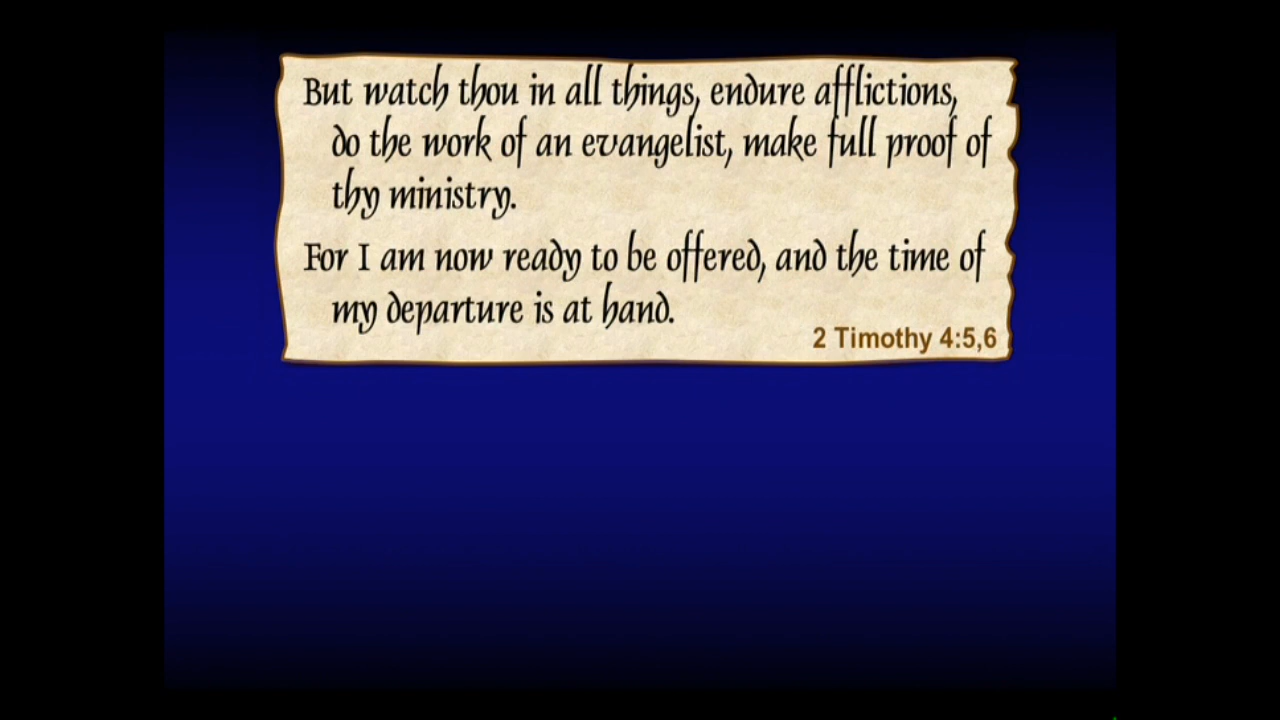 But watch thou in all things, endure afflictions,
do the work of an evangelist, make full proof of
thy ministry.
For I am now ready to be offered, and the time of
my departure is at hand.
2 Timothy 4:5,6